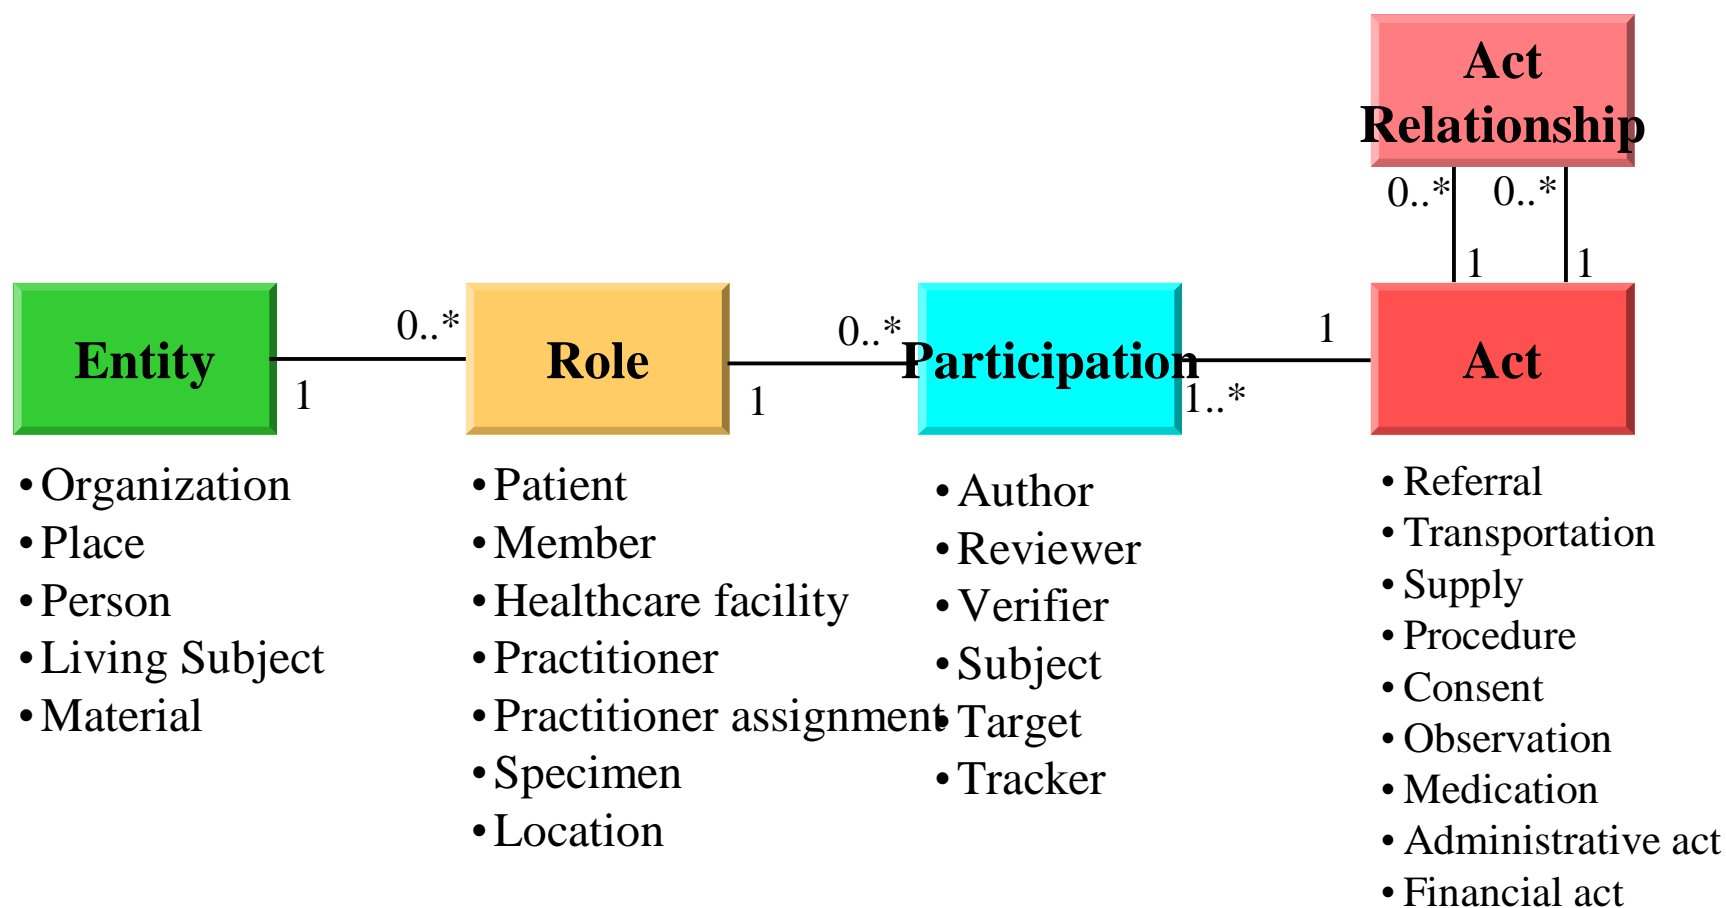 Act
Relationship
0..* 0..*
1 1
Entity
1
0..*
Role
1
0..*
Participation
1..*
1
Act
• Organization
• Place
• Person
• Living Subject
• Material
• Patient
• Member
• Healthcare facility
• Practitioner
• Practitioner assignment
• Specimen
• Location
• Author
• Reviewer
• Verifier
• Subject
• Target
• Tracker
• Referral
• Transportation
• Supply
• Procedure
• Consent
• Observation
• Medication
• Administrative act
• Financial act